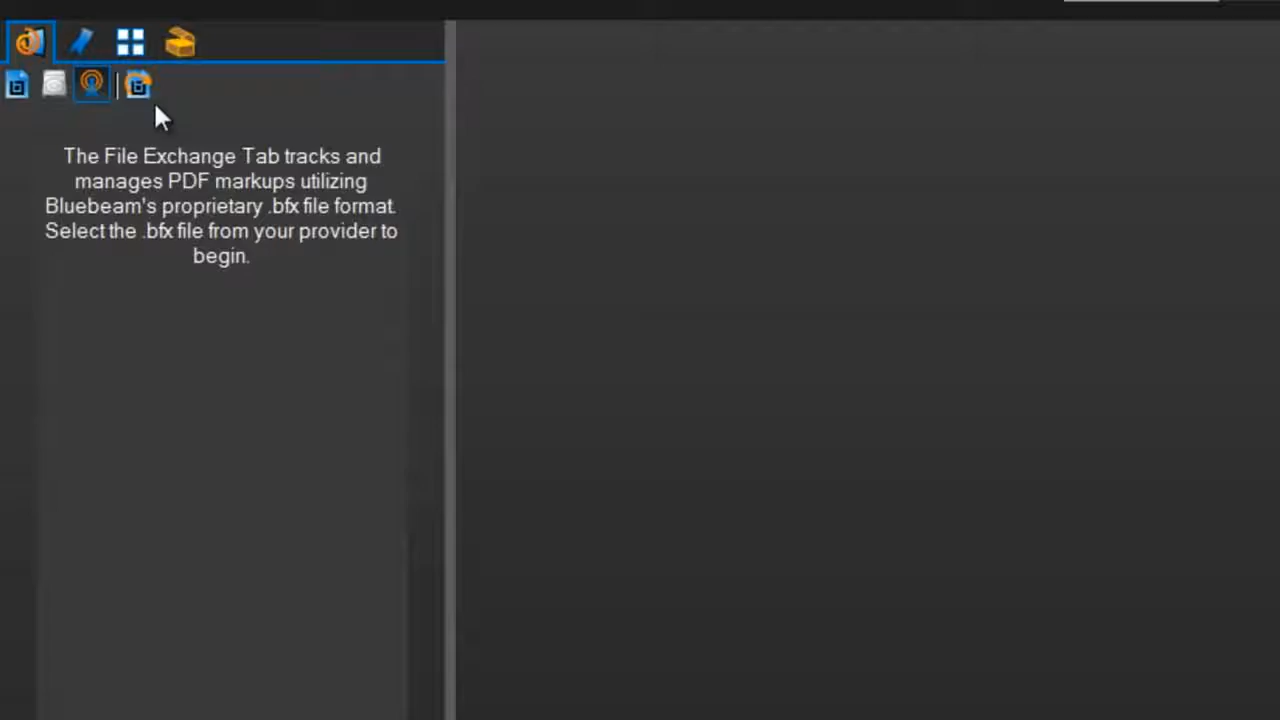 The File Exchange Tab tracks and
manages PDF markups utilizing
Bluebeam's proprietary .bfx file format.
Select the .bfx file from your provider to
begin.